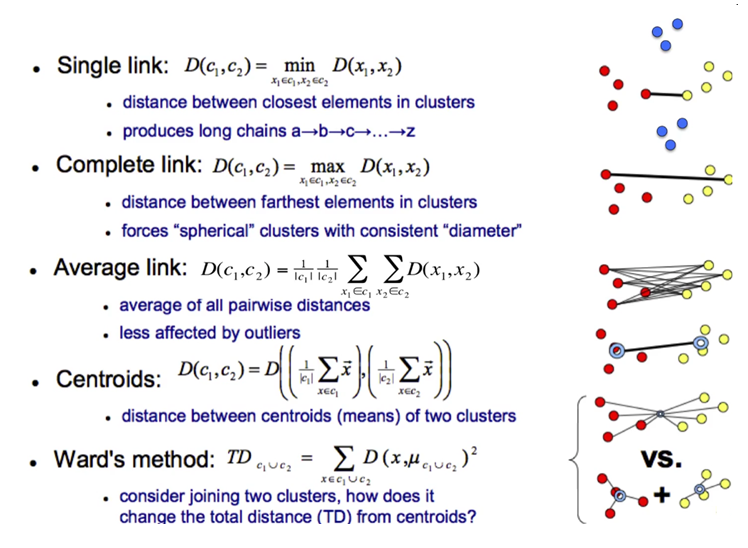 • Single link: D(c₁,c₂) = min x₁∈c₁,x₂∈c₂ D(x₁,x₂)
• distance between closest elements in clusters
• produces long chains a→b→c→...→z
• Complete link: D(c₁,c₂) = max x₁∈c₁,x₂∈c₂ D(x₁,x₂)
• distance between farthest elements in clusters
• forces “spherical” clusters with consistent “diameter”
• Average link: D(c₁,c₂) = 1/|c₁| 1/|c₂| ∑ x₁∈c₁ ∑ x₂∈c₂ D(x₁,x₂)
• average of all pairwise distances
• less affected by outliers
• Centroids: D(c₁,c₂) = D((1/|c₁| ∑ x∈c₁ x⃗),(1/|c₂| ∑ x∈c₂ x⃗))
• distance between centroids (means) of two clusters
• Ward's method: TD c₁∪c₂ = ∑ x∈c₁∪c₂ D(x,μ c₁∪c₂)²
• consider joining two clusters, how does it
change the total distance (TD) from centroids?
vs.
+